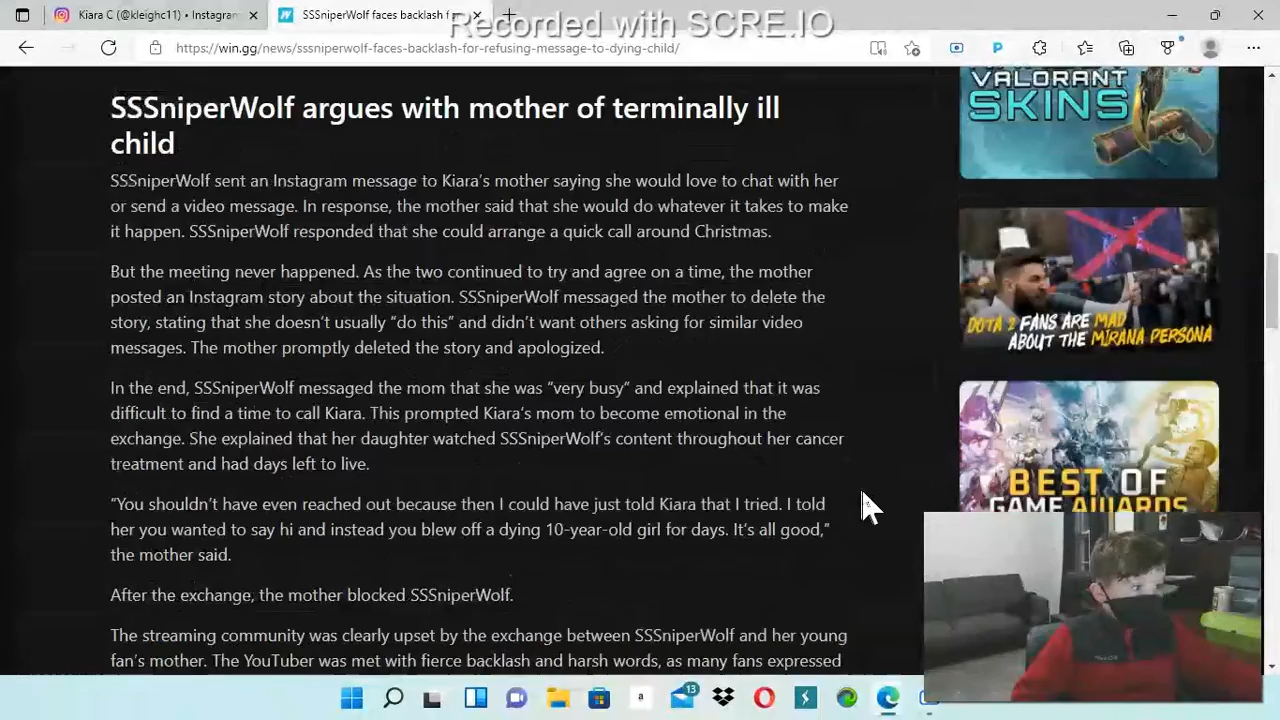 Kiara C (@kleighc11) • Instagram
SSSniperWolf faces backlash f
Recorded with SCRE.IO
https://win.gg/news/sssniperwolf-faces-backlash-for-refusing-message-to-dying-child/
SSSniperWolf argues with mother of terminally ill
child
SSSniperWolf sent an Instagram message to Kiara's mother saying she would love to chat with her
or send a video message. In response, the mother said that she would do whatever it takes to make
it happen. SSSniperWolf responded that she could arrange a quick call around Christmas.
But the meeting never happened. As the two continued to try and agree on a time, the mother
posted an Instagram story about the situation. SSSniperWolf messaged the mother to delete the
story, stating that she doesn't usually “do this” and didn't want others asking for similar video
messages. The mother promptly deleted the story and apologized.
In the end, SSSniperWolf messaged the mom that she was “very busy” and explained that it was
difficult to find a time to call Kiara. This prompted Kiara's mom to become emotional in the
exchange. She explained that her daughter watched SSSniperWolf's content throughout her cancer
treatment and had days left to live.
“You shouldn't have even reached out because then I could have just told Kiara that I tried. I told
her you wanted to say hi and instead you blew off a dying 10-year-old girl for days. It's all good,”
the mother said.
After the exchange, the mother blocked SSSniperWolf.
The streaming community was clearly upset by the exchange between SSSniperWolf and her young
fan's mother. The YouTuber was met with fierce backlash and harsh words, as many fans expressed
VALORANT
SKINS
DOTA 2 FANS ARE MAD
ABOUT THE MIRANA PERSONA
BEST OF
GAME AWARDS
13
a